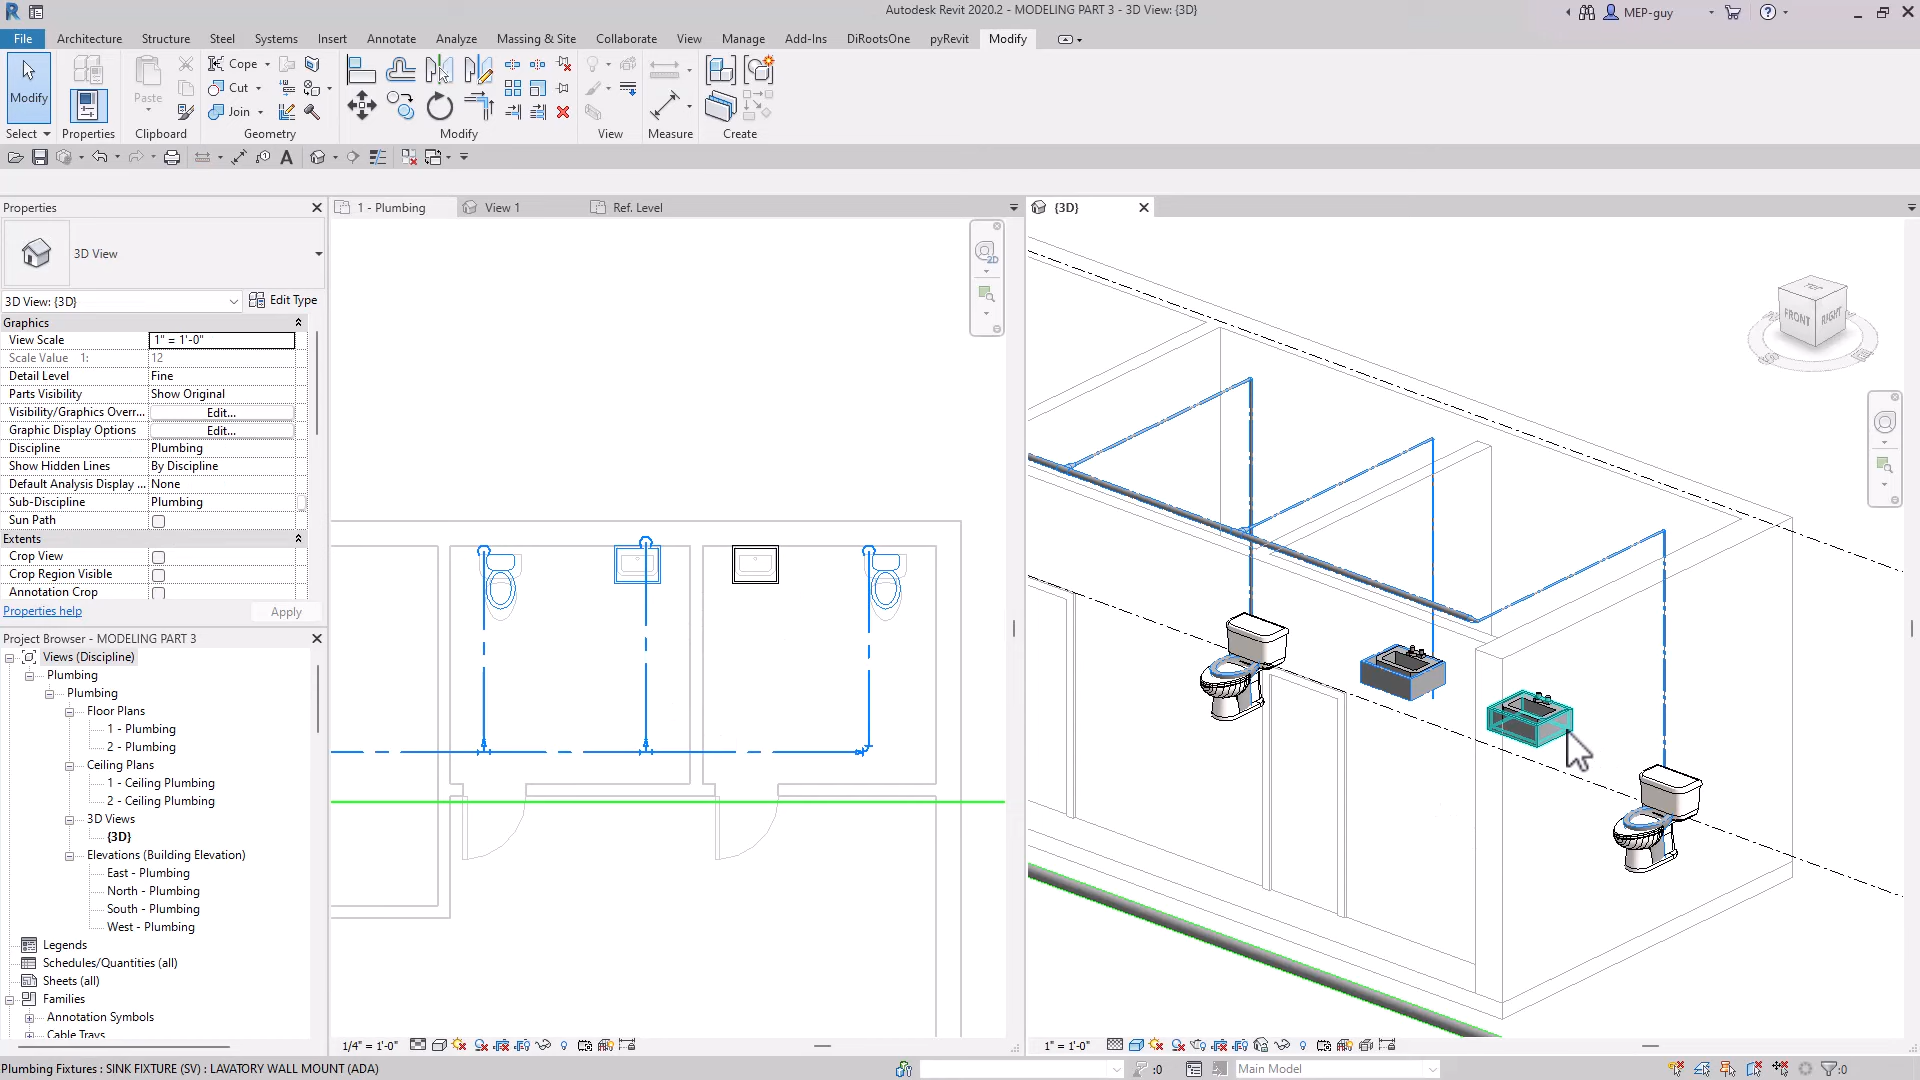 Autodesk Revit 2020.2 - MODELING PART 3 - 3D View: {3D}
MEP-guy
File Architecture Structure Steel Systems Insert Annotate Analyze Massing & Site Collaborate View Manage Add-Ins DiRootsOne pyRevit Modify
Modify
Paste
Cope
Cut
Join
Select Properties Clipboard Geometry Modify View Measure Create
Properties
3D View
3D View: {3D}
Edit Type
Graphics
View Scale 1" = 1'-0"
Scale Value 1: 12
Detail Level Fine
Parts Visibility Show Original
Visibility/Graphics Overr... Edit...
Graphic Display Options Edit...
Discipline Plumbing
Show Hidden Lines By Discipline
Default Analysis Display ... None
Sub-Discipline Plumbing
Sun Path
Extents
Crop View
Crop Region Visible
Annotation Crop
Properties help Apply
Project Browser - MODELING PART 3
Views (Discipline)
Plumbing
Plumbing
Floor Plans
1 - Plumbing
2 - Plumbing
Ceiling Plans
1 - Ceiling Plumbing
2 - Ceiling Plumbing
3D Views
{3D}
Elevations (Building Elevation)
East - Plumbing
North - Plumbing
South - Plumbing
West - Plumbing
Legends
Schedules/Quantities (all)
Sheets (all)
Families
Annotation Symbols
Cable Trays
1 - Plumbing View 1 Ref. Level
2D
1/4" = 1'-0"
{3D}
TOP
FRONT RIGHT
1" = 1'-0"
Plumbing Fixtures : SINK FIXTURE (SV) : LAVATORY WALL MOUNT (ADA)
:0
Main Model
:0